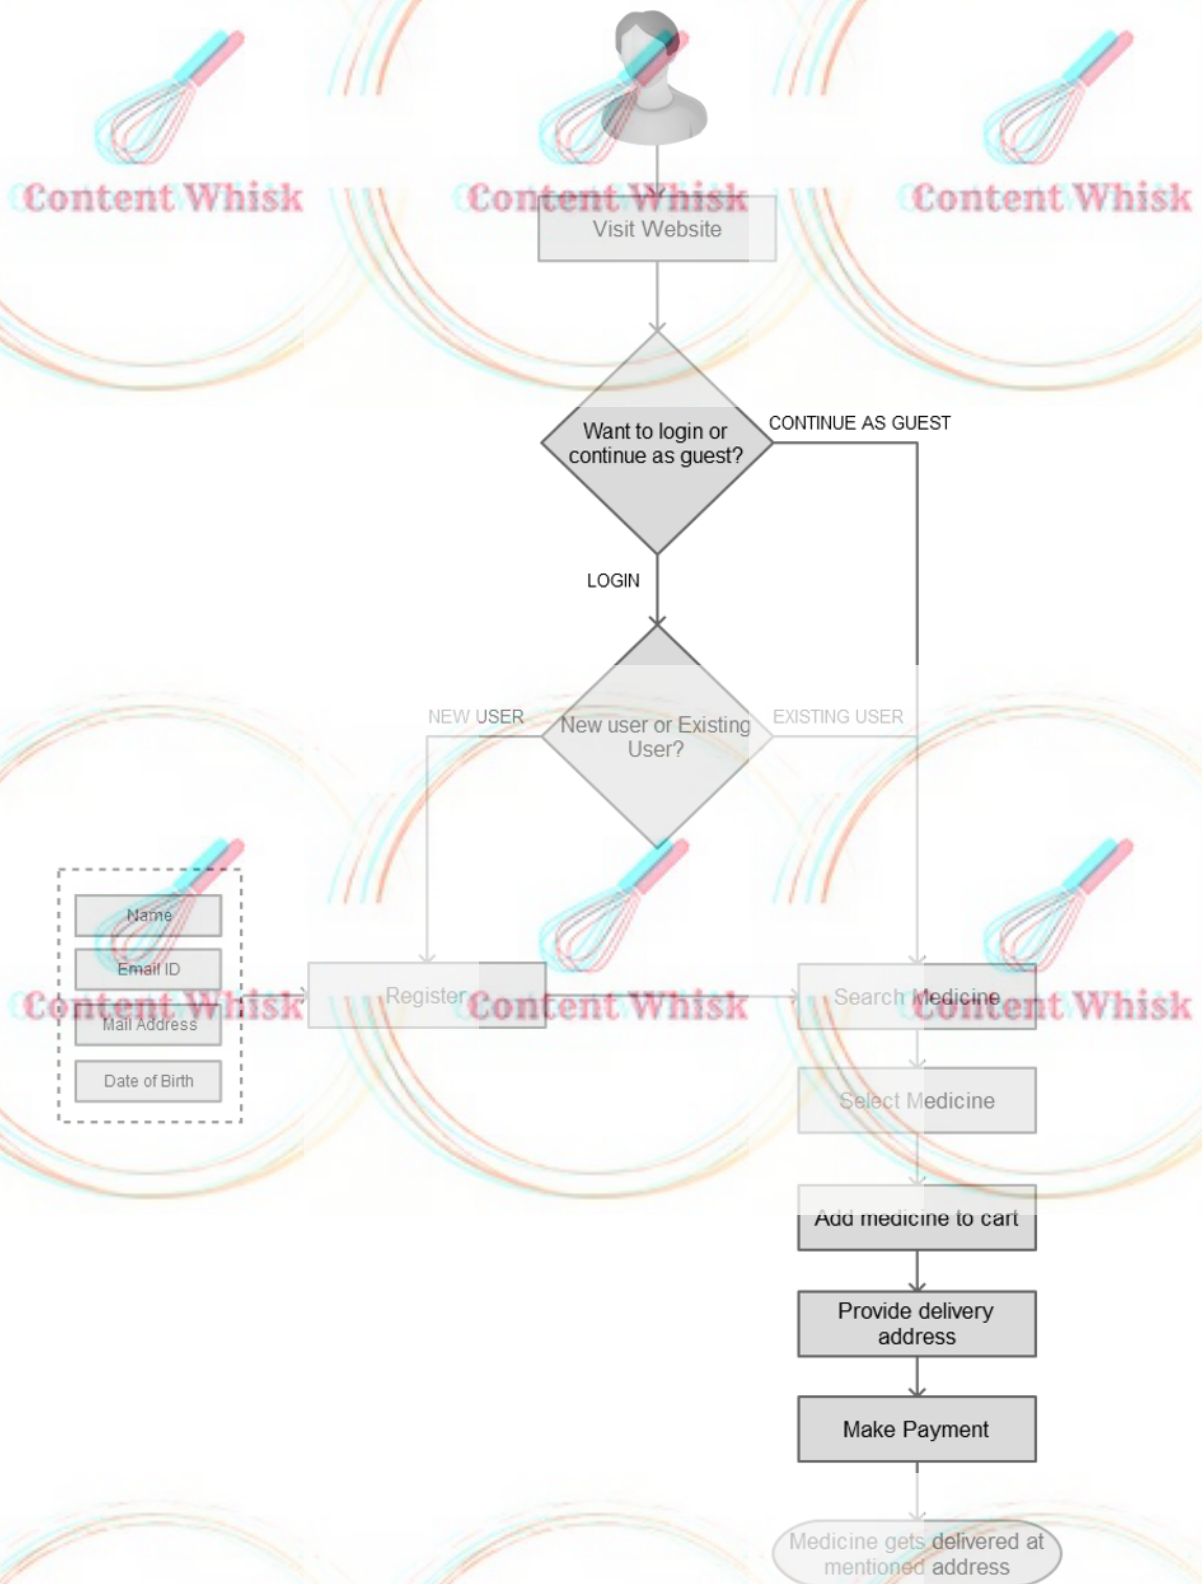 Content Whisk
Content Whisk
Content Whisk
Visit Website
Want to login or
continue as guest?
CONTINUE AS GUEST
LOGIN
NEW USER
New user or Existing
User?
EXISTING USER
Name
Email ID
Mail Address
Date of Birth
Content Whisk
Register
Content Whisk
Search Medicine
Content Whisk
Select Medicine
Add medicine to cart
Provide delivery
address
Make Payment
Medicine gets delivered at
mentioned address